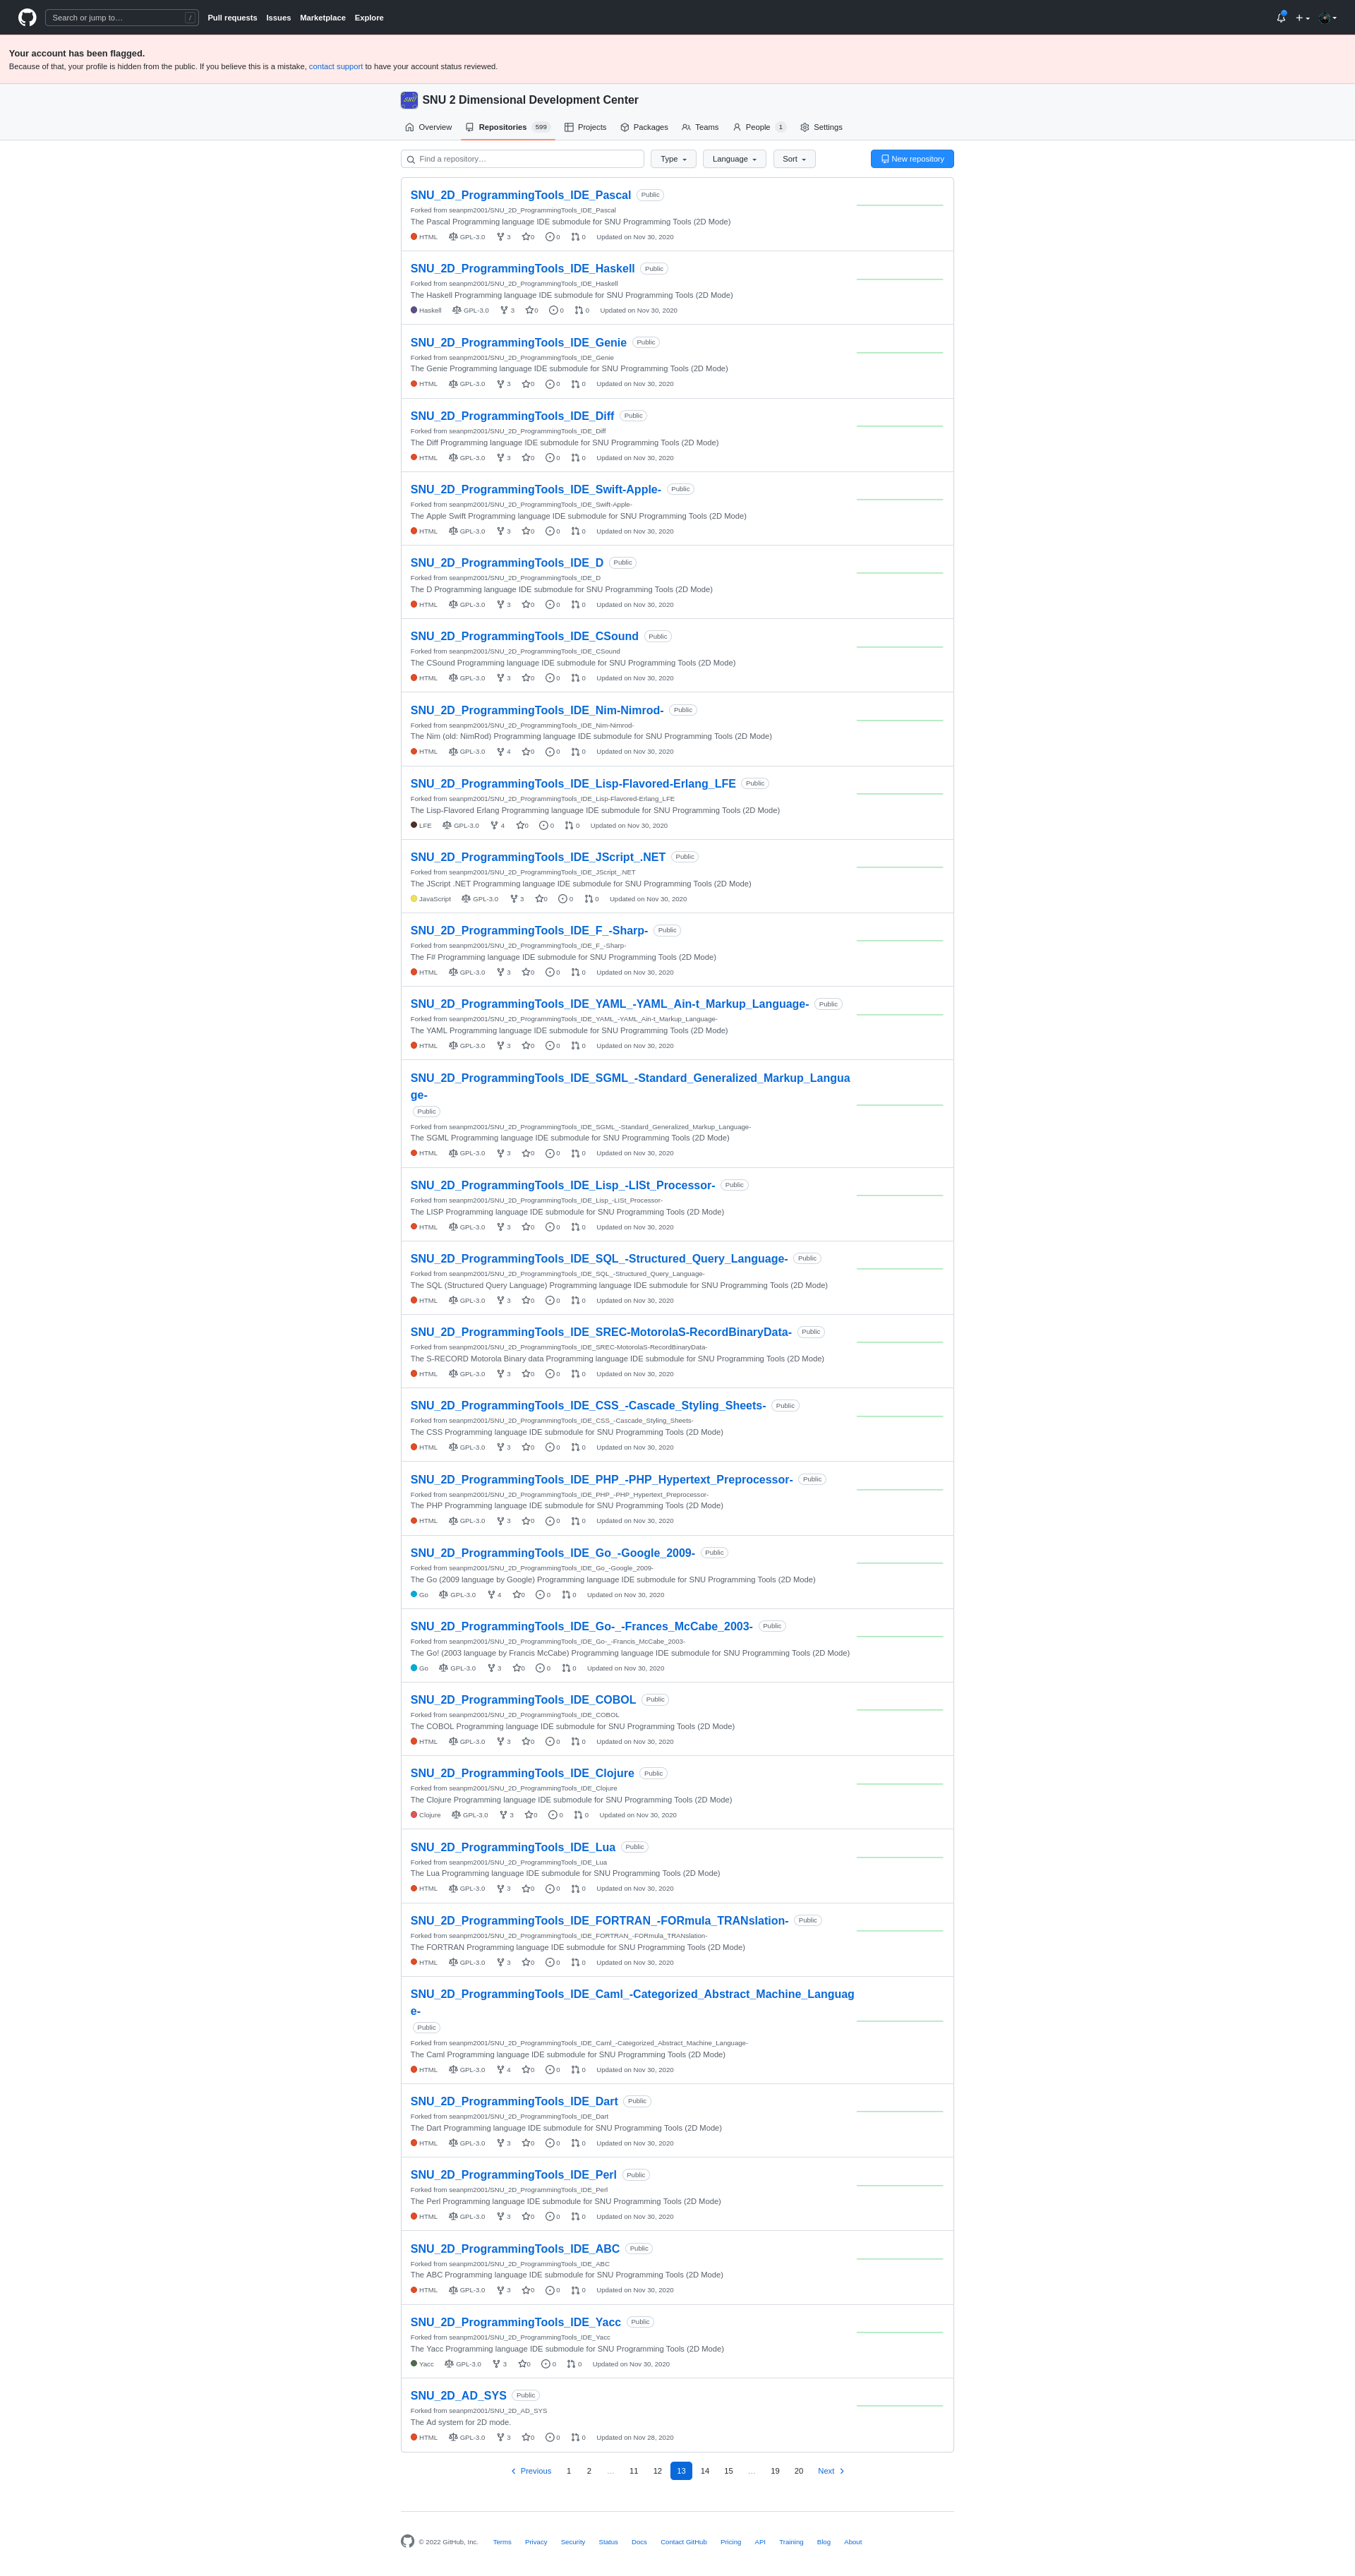 Search or jump to… /
Pull requests Issues Marketplace Explore
Your account has been flagged.
Because of that, your profile is hidden from the public. If you believe this is a mistake, contact support to have your account status reviewed.
SNU 2 Dimensional Development Center
Overview Repositories 599 Projects Packages Teams People 1 Settings
Find a repository… Type Language Sort New repository
SNU_2D_ProgrammingTools_IDE_Pascal Public
Forked from seanpm2001/SNU_2D_ProgrammingTools_IDE_Pascal
The Pascal Programming language IDE submodule for SNU Programming Tools (2D Mode)
HTML GPL-3.0 3 0 0 0 Updated on Nov 30, 2020
SNU_2D_ProgrammingTools_IDE_Haskell Public
Forked from seanpm2001/SNU_2D_ProgrammingTools_IDE_Haskell
The Haskell Programming language IDE submodule for SNU Programming Tools (2D Mode)
Haskell GPL-3.0 3 0 0 0 Updated on Nov 30, 2020
SNU_2D_ProgrammingTools_IDE_Genie Public
Forked from seanpm2001/SNU_2D_ProgrammingTools_IDE_Genie
The Genie Programming language IDE submodule for SNU Programming Tools (2D Mode)
HTML GPL-3.0 3 0 0 0 Updated on Nov 30, 2020
SNU_2D_ProgrammingTools_IDE_Diff Public
Forked from seanpm2001/SNU_2D_ProgrammingTools_IDE_Diff
The Diff Programming language IDE submodule for SNU Programming Tools (2D Mode)
HTML GPL-3.0 3 0 0 0 Updated on Nov 30, 2020
SNU_2D_ProgrammingTools_IDE_Swift-Apple- Public
Forked from seanpm2001/SNU_2D_ProgrammingTools_IDE_Swift-Apple-
The Apple Swift Programming language IDE submodule for SNU Programming Tools (2D Mode)
HTML GPL-3.0 3 0 0 0 Updated on Nov 30, 2020
SNU_2D_ProgrammingTools_IDE_D Public
Forked from seanpm2001/SNU_2D_ProgrammingTools_IDE_D
The D Programming language IDE submodule for SNU Programming Tools (2D Mode)
HTML GPL-3.0 3 0 0 0 Updated on Nov 30, 2020
SNU_2D_ProgrammingTools_IDE_CSound Public
Forked from seanpm2001/SNU_2D_ProgrammingTools_IDE_CSound
The CSound Programming language IDE submodule for SNU Programming Tools (2D Mode)
HTML GPL-3.0 3 0 0 0 Updated on Nov 30, 2020
SNU_2D_ProgrammingTools_IDE_Nim-Nimrod- Public
Forked from seanpm2001/SNU_2D_ProgrammingTools_IDE_Nim-Nimrod-
The Nim (old: NimRod) Programming language IDE submodule for SNU Programming Tools (2D Mode)
HTML GPL-3.0 4 0 0 0 Updated on Nov 30, 2020
SNU_2D_ProgrammingTools_IDE_Lisp-Flavored-Erlang_LFE Public
Forked from seanpm2001/SNU_2D_ProgrammingTools_IDE_Lisp-Flavored-Erlang_LFE
The Lisp-Flavored Erlang Programming language IDE submodule for SNU Programming Tools (2D Mode)
LFE GPL-3.0 4 0 0 0 Updated on Nov 30, 2020
SNU_2D_ProgrammingTools_IDE_JScript_.NET Public
Forked from seanpm2001/SNU_2D_ProgrammingTools_IDE_JScript_.NET
The JScript .NET Programming language IDE submodule for SNU Programming Tools (2D Mode)
JavaScript GPL-3.0 3 0 0 0 Updated on Nov 30, 2020
SNU_2D_ProgrammingTools_IDE_F_-Sharp- Public
Forked from seanpm2001/SNU_2D_ProgrammingTools_IDE_F_-Sharp-
The F# Programming language IDE submodule for SNU Programming Tools (2D Mode)
HTML GPL-3.0 3 0 0 0 Updated on Nov 30, 2020
SNU_2D_ProgrammingTools_IDE_YAML_-YAML_Ain-t_Markup_Language- Public
Forked from seanpm2001/SNU_2D_ProgrammingTools_IDE_YAML_-YAML_Ain-t_Markup_Language-
The YAML Programming language IDE submodule for SNU Programming Tools (2D Mode)
HTML GPL-3.0 3 0 0 0 Updated on Nov 30, 2020
SNU_2D_ProgrammingTools_IDE_SGML_-Standard_Generalized_Markup_Langua
ge-
Public
Forked from seanpm2001/SNU_2D_ProgrammingTools_IDE_SGML_-Standard_Generalized_Markup_Language-
The SGML Programming language IDE submodule for SNU Programming Tools (2D Mode)
HTML GPL-3.0 3 0 0 0 Updated on Nov 30, 2020
SNU_2D_ProgrammingTools_IDE_Lisp_-LISt_Processor- Public
Forked from seanpm2001/SNU_2D_ProgrammingTools_IDE_Lisp_-LISt_Processor-
The LISP Programming language IDE submodule for SNU Programming Tools (2D Mode)
HTML GPL-3.0 3 0 0 0 Updated on Nov 30, 2020
SNU_2D_ProgrammingTools_IDE_SQL_-Structured_Query_Language- Public
Forked from seanpm2001/SNU_2D_ProgrammingTools_IDE_SQL_-Structured_Query_Language-
The SQL (Structured Query Language) Programming language IDE submodule for SNU Programming Tools (2D Mode)
HTML GPL-3.0 3 0 0 0 Updated on Nov 30, 2020
SNU_2D_ProgrammingTools_IDE_SREC-MotorolaS-RecordBinaryData- Public
Forked from seanpm2001/SNU_2D_ProgrammingTools_IDE_SREC-MotorolaS-RecordBinaryData-
The S-RECORD Motorola Binary data Programming language IDE submodule for SNU Programming Tools (2D Mode)
HTML GPL-3.0 3 0 0 0 Updated on Nov 30, 2020
SNU_2D_ProgrammingTools_IDE_CSS_-Cascade_Styling_Sheets- Public
Forked from seanpm2001/SNU_2D_ProgrammingTools_IDE_CSS_-Cascade_Styling_Sheets-
The CSS Programming language IDE submodule for SNU Programming Tools (2D Mode)
HTML GPL-3.0 3 0 0 0 Updated on Nov 30, 2020
SNU_2D_ProgrammingTools_IDE_PHP_-PHP_Hypertext_Preprocessor- Public
Forked from seanpm2001/SNU_2D_ProgrammingTools_IDE_PHP_-PHP_Hypertext_Preprocessor-
The PHP Programming language IDE submodule for SNU Programming Tools (2D Mode)
HTML GPL-3.0 3 0 0 0 Updated on Nov 30, 2020
SNU_2D_ProgrammingTools_IDE_Go_-Google_2009- Public
Forked from seanpm2001/SNU_2D_ProgrammingTools_IDE_Go_-Google_2009-
The Go (2009 language by Google) Programming language IDE submodule for SNU Programming Tools (2D Mode)
Go GPL-3.0 4 0 0 0 Updated on Nov 30, 2020
SNU_2D_ProgrammingTools_IDE_Go-_-Frances_McCabe_2003- Public
Forked from seanpm2001/SNU_2D_ProgrammingTools_IDE_Go-_-Francis_McCabe_2003-
The Go! (2003 language by Francis McCabe) Programming language IDE submodule for SNU Programming Tools (2D Mode)
Go GPL-3.0 3 0 0 0 Updated on Nov 30, 2020
SNU_2D_ProgrammingTools_IDE_COBOL Public
Forked from seanpm2001/SNU_2D_ProgrammingTools_IDE_COBOL
The COBOL Programming language IDE submodule for SNU Programming Tools (2D Mode)
HTML GPL-3.0 3 0 0 0 Updated on Nov 30, 2020
SNU_2D_ProgrammingTools_IDE_Clojure Public
Forked from seanpm2001/SNU_2D_ProgrammingTools_IDE_Clojure
The Clojure Programming language IDE submodule for SNU Programming Tools (2D Mode)
Clojure GPL-3.0 3 0 0 0 Updated on Nov 30, 2020
SNU_2D_ProgrammingTools_IDE_Lua Public
Forked from seanpm2001/SNU_2D_ProgrammingTools_IDE_Lua
The Lua Programming language IDE submodule for SNU Programming Tools (2D Mode)
HTML GPL-3.0 3 0 0 0 Updated on Nov 30, 2020
SNU_2D_ProgrammingTools_IDE_FORTRAN_-FORmula_TRANslation- Public
Forked from seanpm2001/SNU_2D_ProgrammingTools_IDE_FORTRAN_-FORmula_TRANslation-
The FORTRAN Programming language IDE submodule for SNU Programming Tools (2D Mode)
HTML GPL-3.0 3 0 0 0 Updated on Nov 30, 2020
SNU_2D_ProgrammingTools_IDE_Caml_-Categorized_Abstract_Machine_Languag
e-
Public
Forked from seanpm2001/SNU_2D_ProgrammingTools_IDE_Caml_-Categorized_Abstract_Machine_Language-
The Caml Programming language IDE submodule for SNU Programming Tools (2D Mode)
HTML GPL-3.0 4 0 0 0 Updated on Nov 30, 2020
SNU_2D_ProgrammingTools_IDE_Dart Public
Forked from seanpm2001/SNU_2D_ProgrammingTools_IDE_Dart
The Dart Programming language IDE submodule for SNU Programming Tools (2D Mode)
HTML GPL-3.0 3 0 0 0 Updated on Nov 30, 2020
SNU_2D_ProgrammingTools_IDE_Perl Public
Forked from seanpm2001/SNU_2D_ProgrammingTools_IDE_Perl
The Perl Programming language IDE submodule for SNU Programming Tools (2D Mode)
HTML GPL-3.0 3 0 0 0 Updated on Nov 30, 2020
SNU_2D_ProgrammingTools_IDE_ABC Public
Forked from seanpm2001/SNU_2D_ProgrammingTools_IDE_ABC
The ABC Programming language IDE submodule for SNU Programming Tools (2D Mode)
HTML GPL-3.0 3 0 0 0 Updated on Nov 30, 2020
SNU_2D_ProgrammingTools_IDE_Yacc Public
Forked from seanpm2001/SNU_2D_ProgrammingTools_IDE_Yacc
The Yacc Programming language IDE submodule for SNU Programming Tools (2D Mode)
Yacc GPL-3.0 3 0 0 0 Updated on Nov 30, 2020
SNU_2D_AD_SYS Public
Forked from seanpm2001/SNU_2D_AD_SYS
The Ad system for 2D mode.
HTML GPL-3.0 3 0 0 0 Updated on Nov 28, 2020
Previous 1 2 … 11 12 13 14 15 … 19 20 Next
© 2022 GitHub, Inc. Terms Privacy Security Status Docs Contact GitHub Pricing API Training Blog About